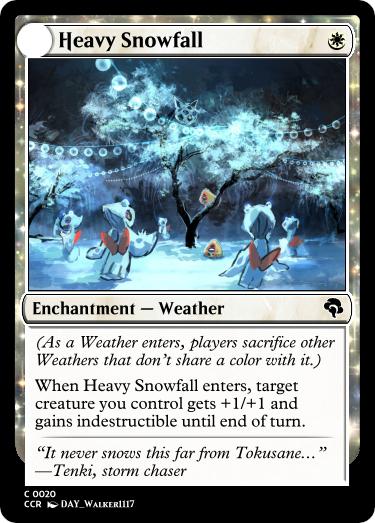 Heavy Snowfall
Enchantment — Weather
(As a Weather enters, players sacrifice other
Weathers that don't share a color with it.)
When Heavy Snowfall enters, target
creature you control gets +1/+1 and
gains indestructible until end of turn.
“It never snows this far from Tokusane…”
—Tenki, storm chaser
C 0020
CCR DAY_WALKER1117